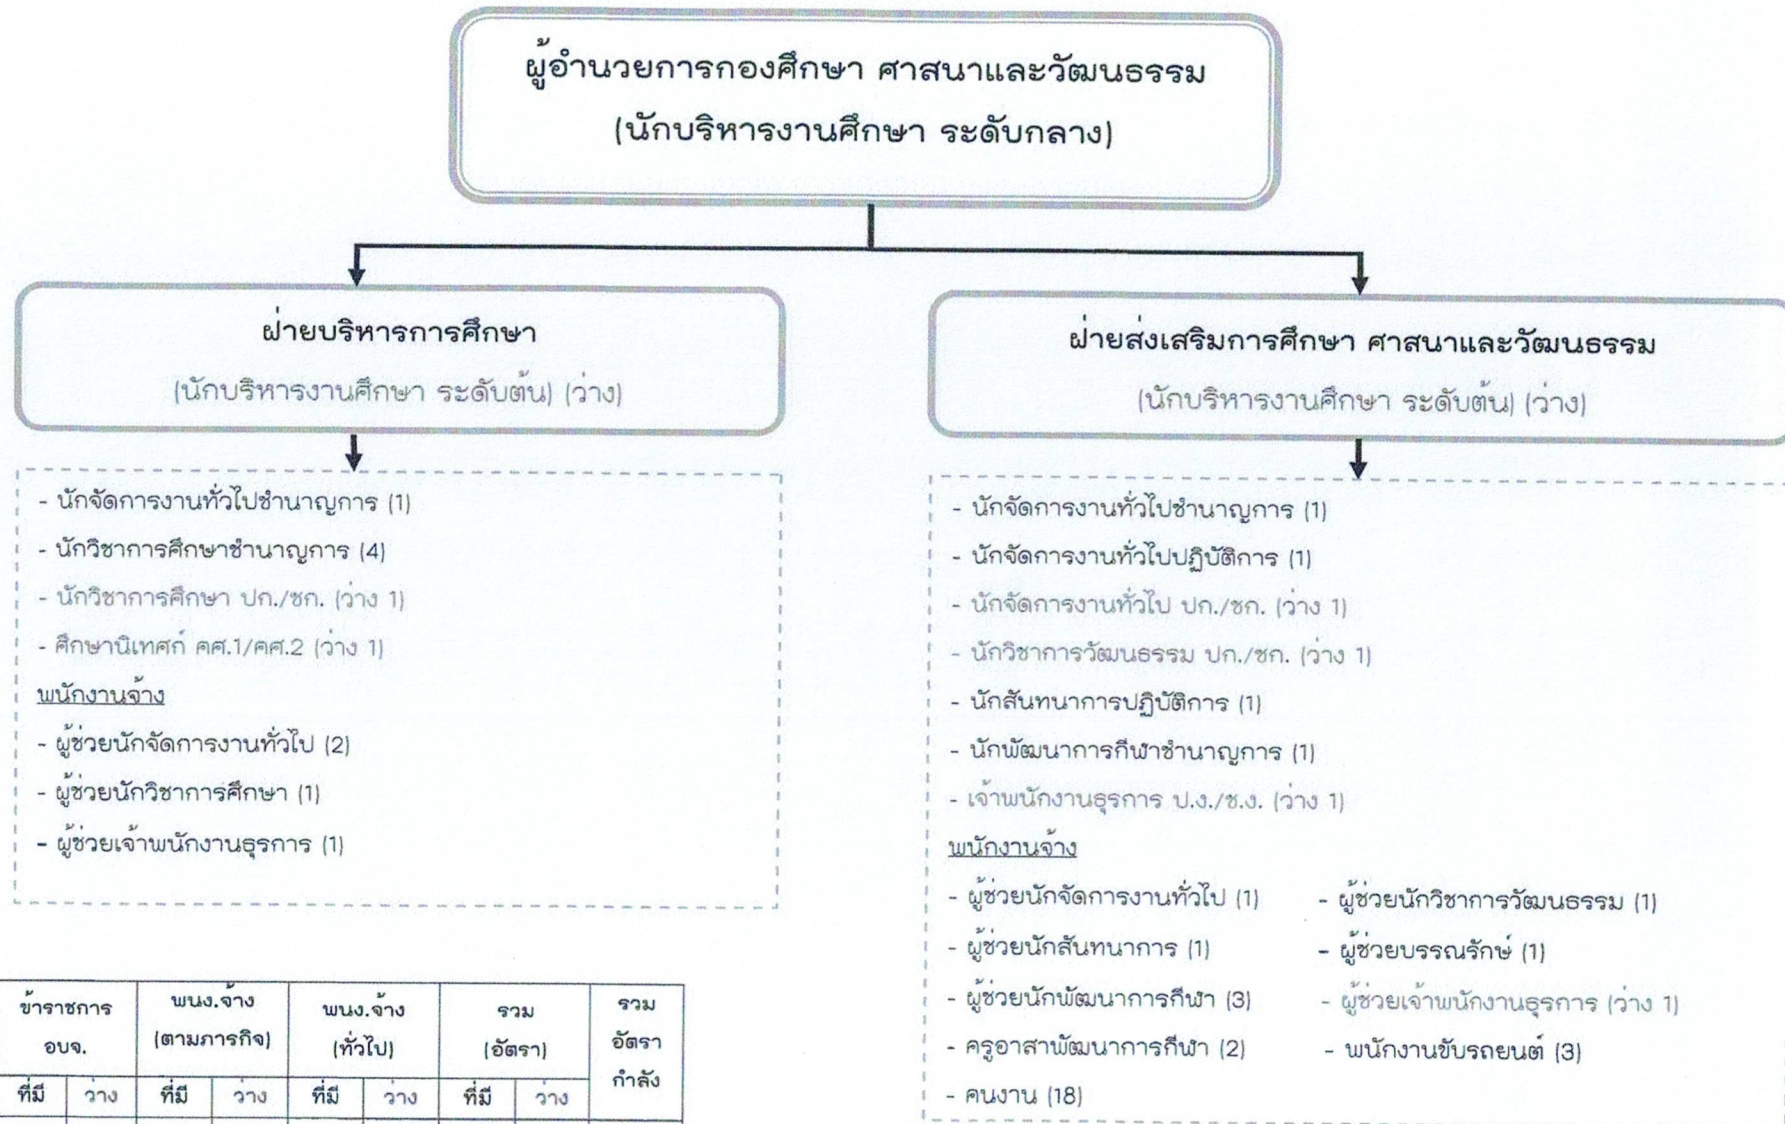 ผู้อำนวยการกองศึกษา ศาสนาและวัฒนธรรม
(นักบริหารงานศึกษา ระดับกลาง)
ฝ่ายบริหารการศึกษา
(นักบริหารงานศึกษา ระดับต้น) (ว่าง)
- นักจัดการงานทั่วไปชำนาญการ (1)
- นักวิชาการศึกษาชำนาญการ (4)
- นักวิชาการศึกษา ปก./ชก. (ว่าง 1)
- ศึกษานิเทศก์ คศ.1/คศ.2 (ว่าง 1)
พนักงานจ้าง
- ผู้ช่วยนักจัดการงานทั่วไป (2)
- ผู้ช่วยนักวิชาการศึกษา (1)
- ผู้ช่วยเจ้าพนักงานธุรการ (1)
ฝ่ายส่งเสริมการศึกษา ศาสนาและวัฒนธรรม
(นักบริหารงานศึกษา ระดับต้น) (ว่าง)
- นักจัดการงานทั่วไปชำนาญการ (1)
- นักจัดการงานทั่วไปปฏิบัติการ (1)
- นักจัดการงานทั่วไป ปก./ชก. (ว่าง 1)
- นักวิชาการวัฒนธรรม ปก./ชก. (ว่าง 1)
- นักสันทนาการปฏิบัติการ (1)
- นักพัฒนาการกีฬาชำนาญการ (1)
- เจ้าพนักงานธุรการ ป.ง./ช.ง. (ว่าง 1)
พนักงานจ้าง
- ผู้ช่วยนักจัดการงานทั่วไป (1) - ผู้ช่วยนักวิชาการวัฒนธรรม (1)
- ผู้ช่วยนักสันทนาการ (1) - ผู้ช่วยบรรณรักษ์ (1)
- ผู้ช่วยนักพัฒนาการกีฬา (3) - ผู้ช่วยเจ้าพนักงานธุรการ (ว่าง 1)
- ครูอาสาพัฒนาการกีฬา (2) - พนักงานขับรถยนต์ (3)
- คนงาน (18)
ข้าราชการ พนง.จ้าง พนง.จ้าง รวม รวม
อบจ. (ตามภารกิจ) (ทั่วไป) (อัตรา) อัตรา
กำลัง
ที่มี ว่าง ที่มี ว่าง ที่มี ว่าง ที่มี ว่าง